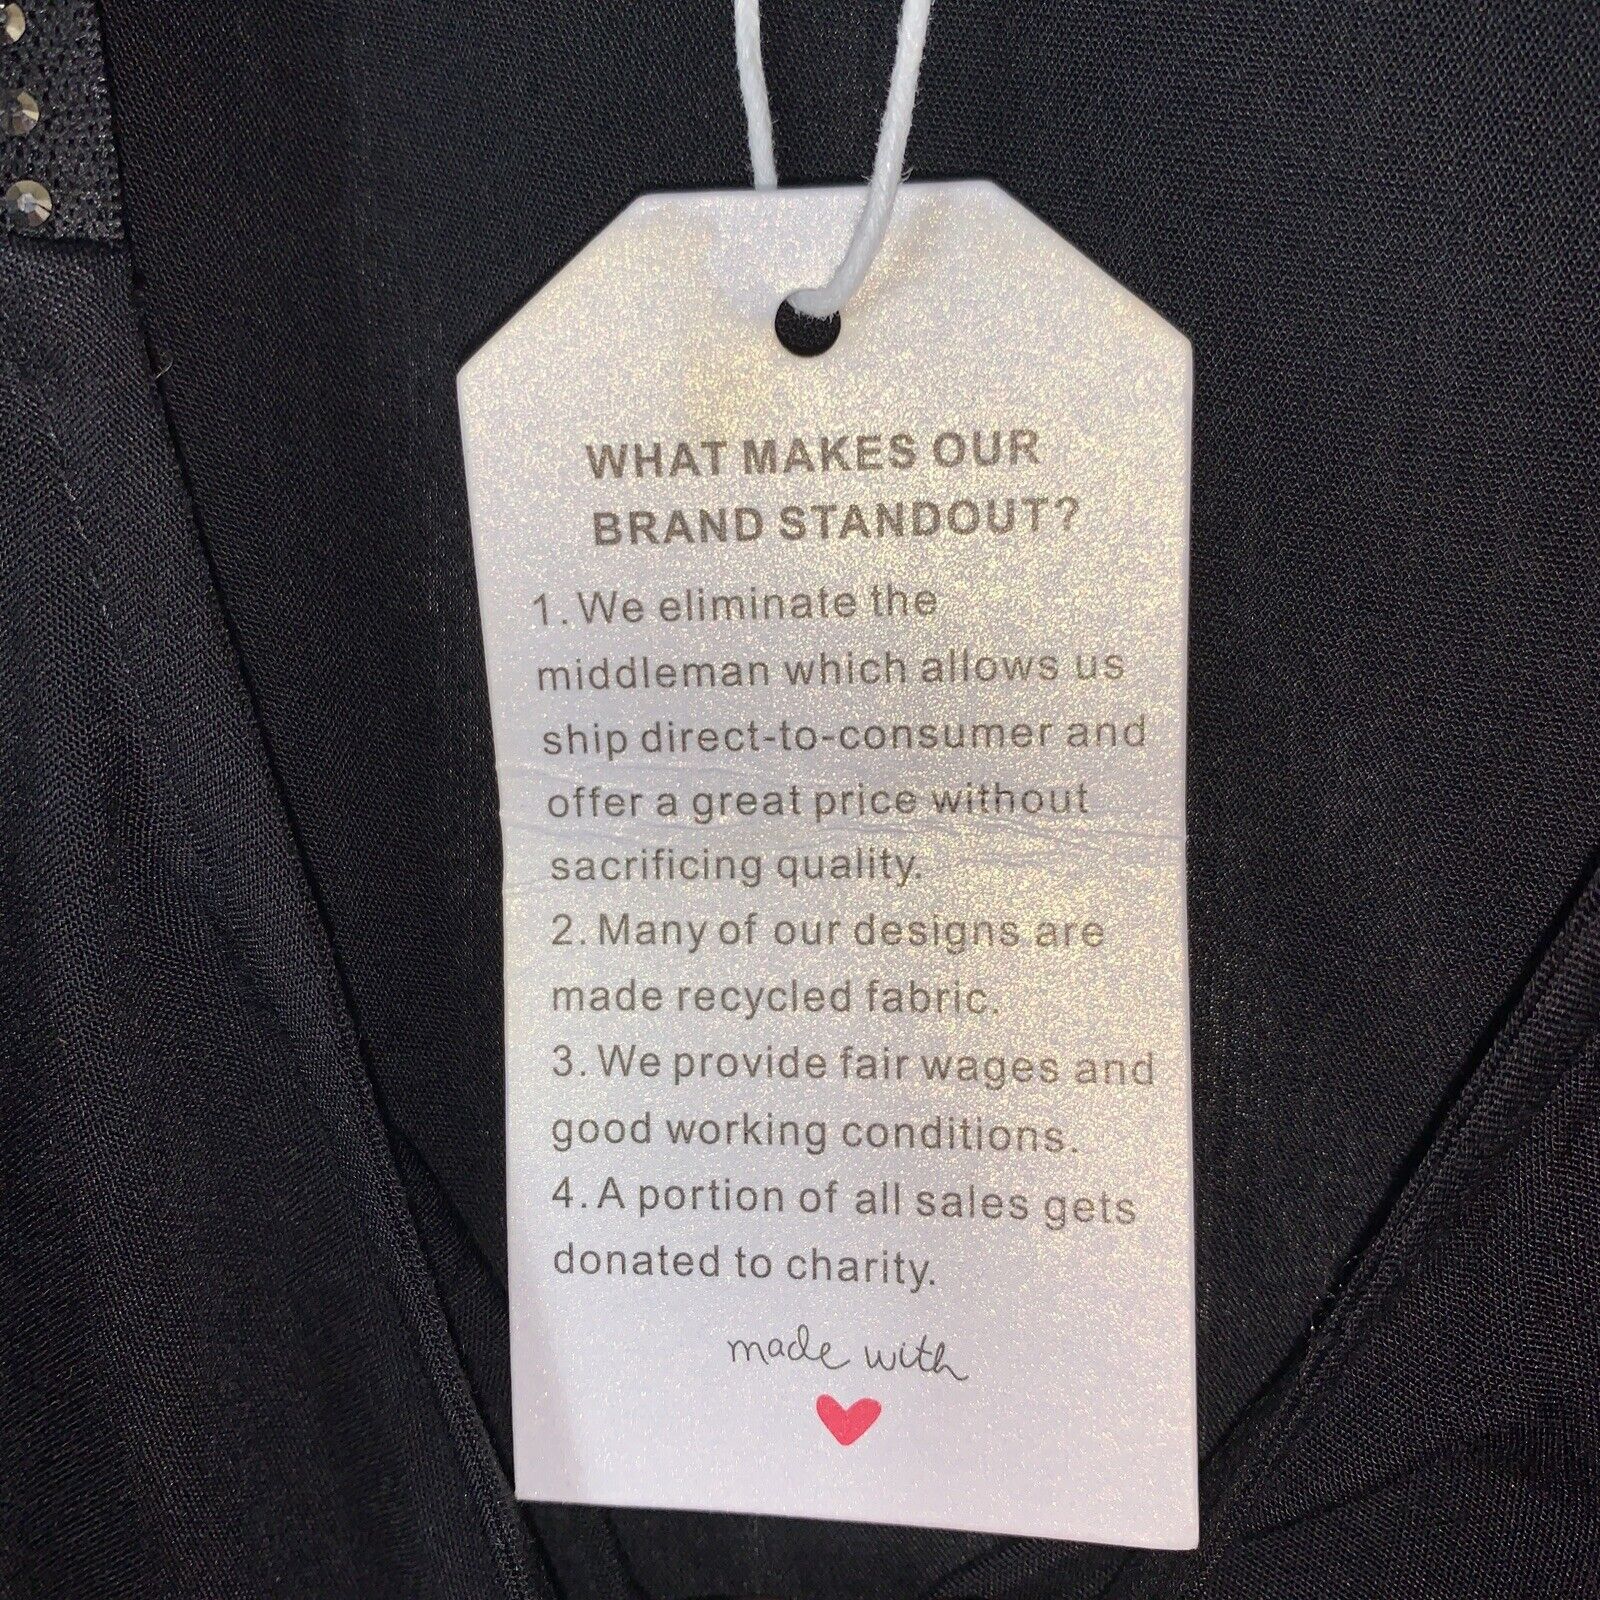 WHAT MAKES OUR
BRAND STANDOUT?
1. We eliminate the
middleman which allows us
ship direct-to-consumer and
offer a great price without
sacrificing quality.
2. Many of our designs are
made recycled fabric.
3. We provide fair wages and
good working conditions.
4. A portion of all sales gets
donated to charity.
made with